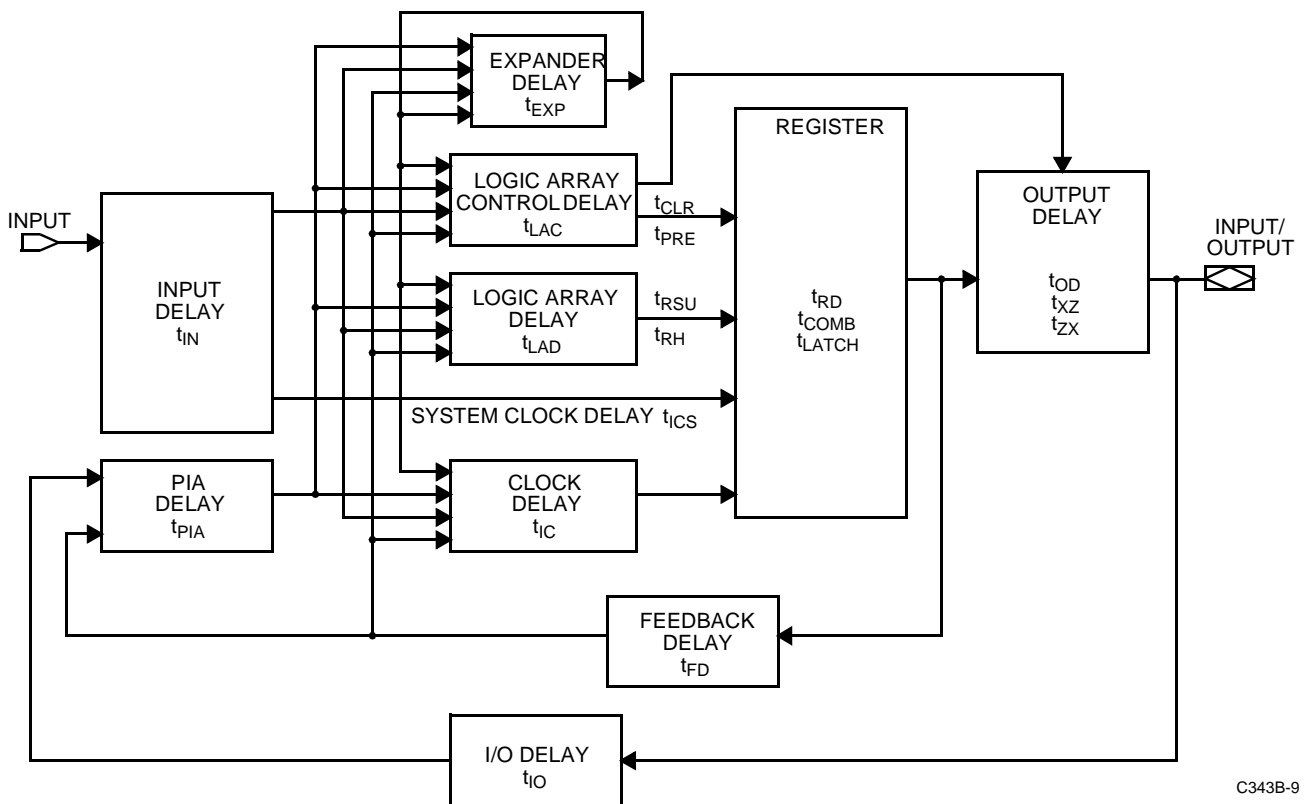 EXPANDER
DELAY
tEXP
REGISTER
LOGIC ARRAY
CONTROL DELAY
tLAC
tCLR
tPRE
OUTPUT
DELAY
tOD
tXZ
tZX
INPUT
INPUT/
OUTPUT
INPUT
DELAY
tIN
LOGIC ARRAY
DELAY
tLAD
tRSU
tRH
tRD
tCOMB
tLATCH
SYSTEM CLOCK DELAY tICS
PIA
DELAY
tPIA
CLOCK
DELAY
tIC
FEEDBACK
DELAY
tFD
I/O DELAY
tIO
C343B-9